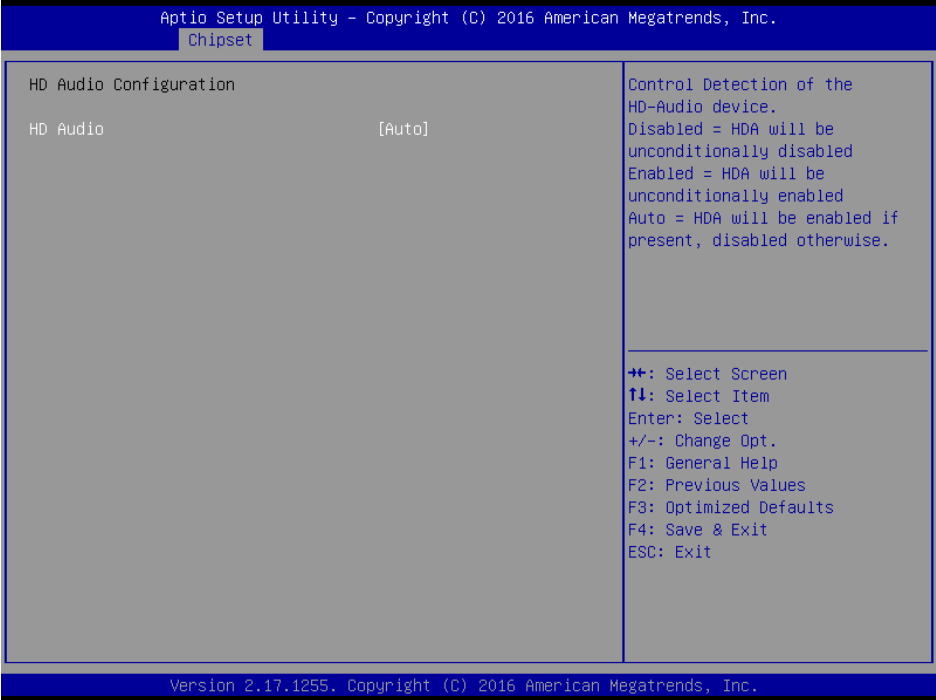 Aptio Setup Utility – Copyright (C) 2016 American Megatrends, Inc.
Chipset
HD Audio Configuration
HD Audio [Auto]
Control Detection of the
HD-Audio device.
Disabled = HDA will be
unconditionally disabled
Enabled = HDA will be
unconditionally enabled
Auto = HDA will be enabled if
present, disabled otherwise.
→←: Select Screen
↑↓: Select Item
Enter: Select
+/-: Change Opt.
F1: General Help
F2: Previous Values
F3: Optimized Defaults
F4: Save & Exit
ESC: Exit
Version 2.17.1255. Copyright (C) 2016 American Megatrends, Inc.